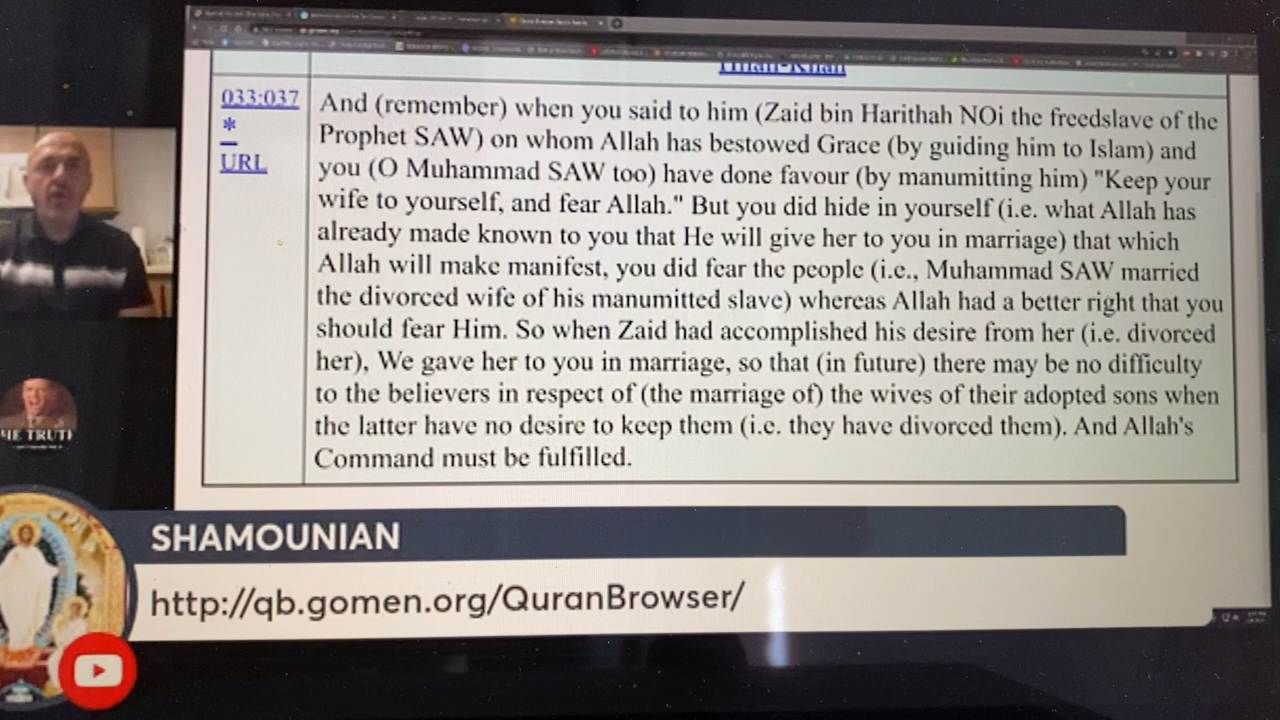 Hilali-Khan
033:037
*
URL
And (remember) when you said to him (Zaid bin Harithah NOi the freedslave of the
Prophet SAW) on whom Allah has bestowed Grace (by guiding him to Islam) and
you (O Muhammad SAW too) have done favour (by manumitting him) "Keep your
wife to yourself, and fear Allah." But you did hide in yourself (i.e. what Allah has
already made known to you that He will give her to you in marriage) that which
Allah will make manifest, you did fear the people (i.e., Muhammad SAW married
the divorced wife of his manumitted slave) whereas Allah had a better right that you
should fear Him. So when Zaid had accomplished his desire from her (i.e. divorced
her), We gave her to you in marriage, so that (in future) there may be no difficulty
to the believers in respect of (the marriage of) the wives of their adopted sons when
the latter have no desire to keep them (i.e. they have divorced them). And Allah's
Command must be fulfilled.
HE TRUTH
SHAMOUNIAN
http://qb.gomen.org/QuranBrowser/